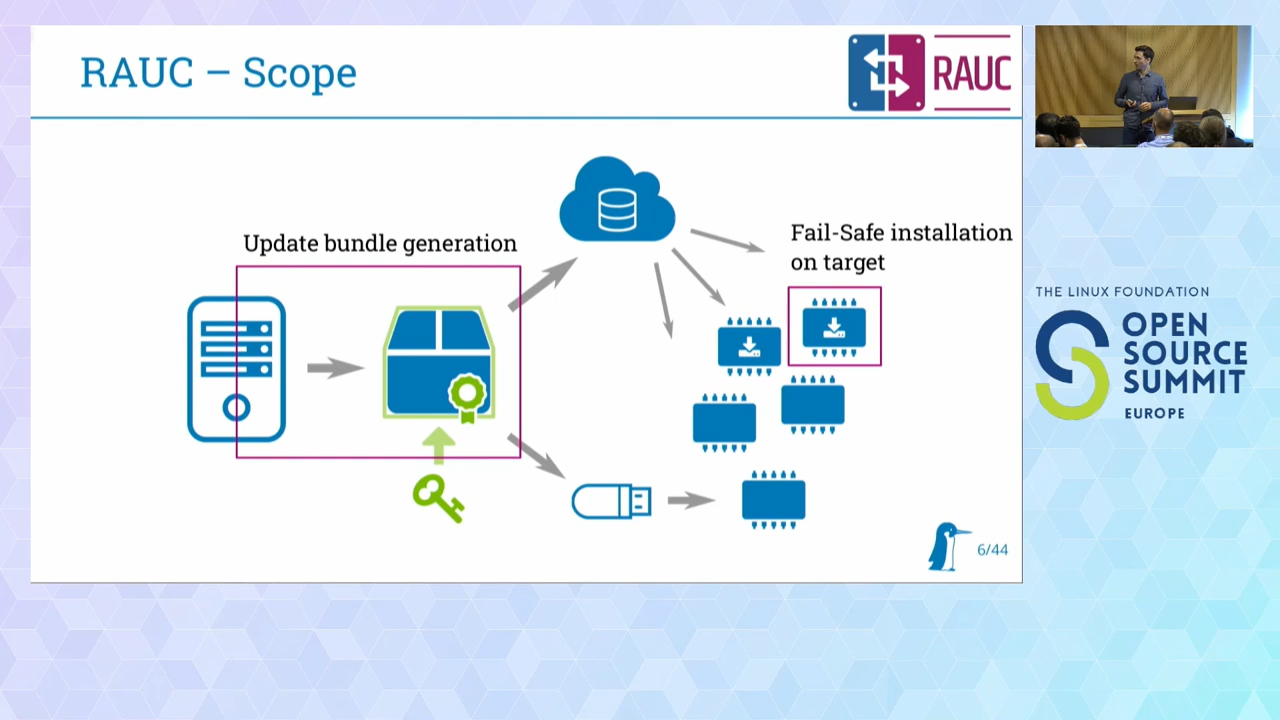 RAUC – Scope
RAUC
Update bundle generation
Fail-Safe installation
on target
6/44
THE LINUX FOUNDATION
OPEN
SOURCE
SUMMIT
EUROPE